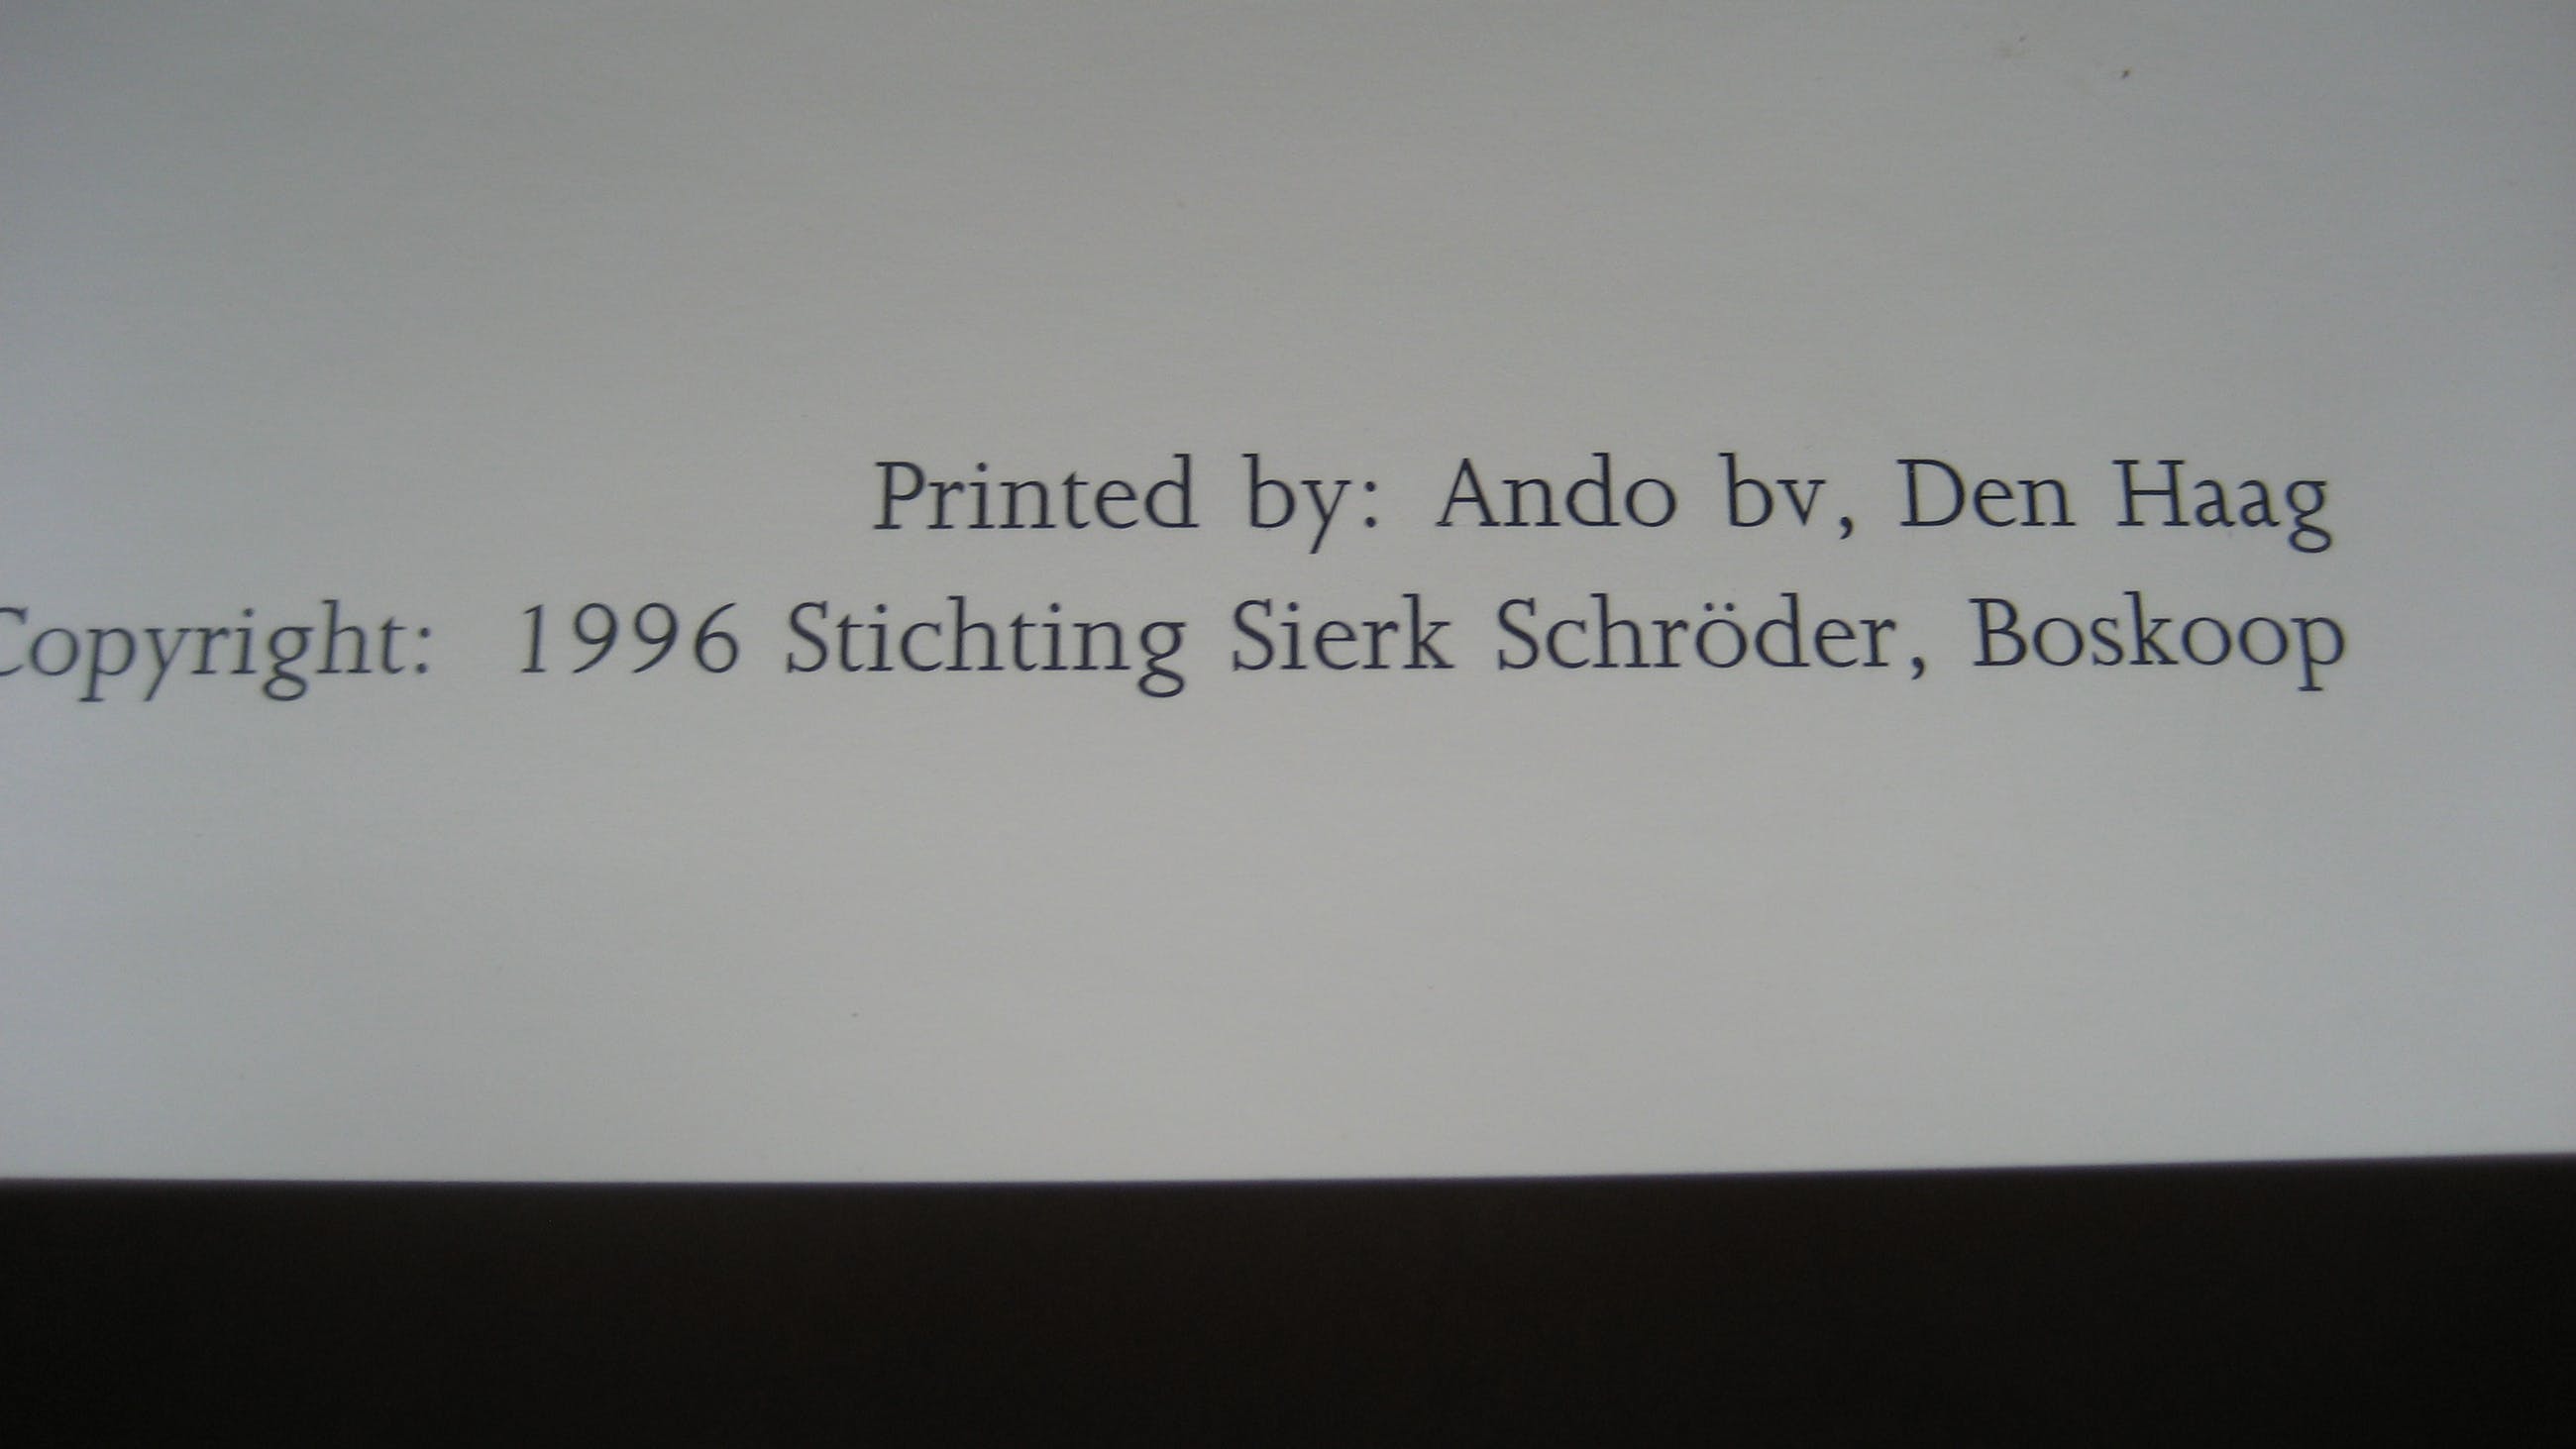 Printed by: Ando bv, Den Haag
Copyright: 1996 Stichting Sierk Schröder, Boskoop